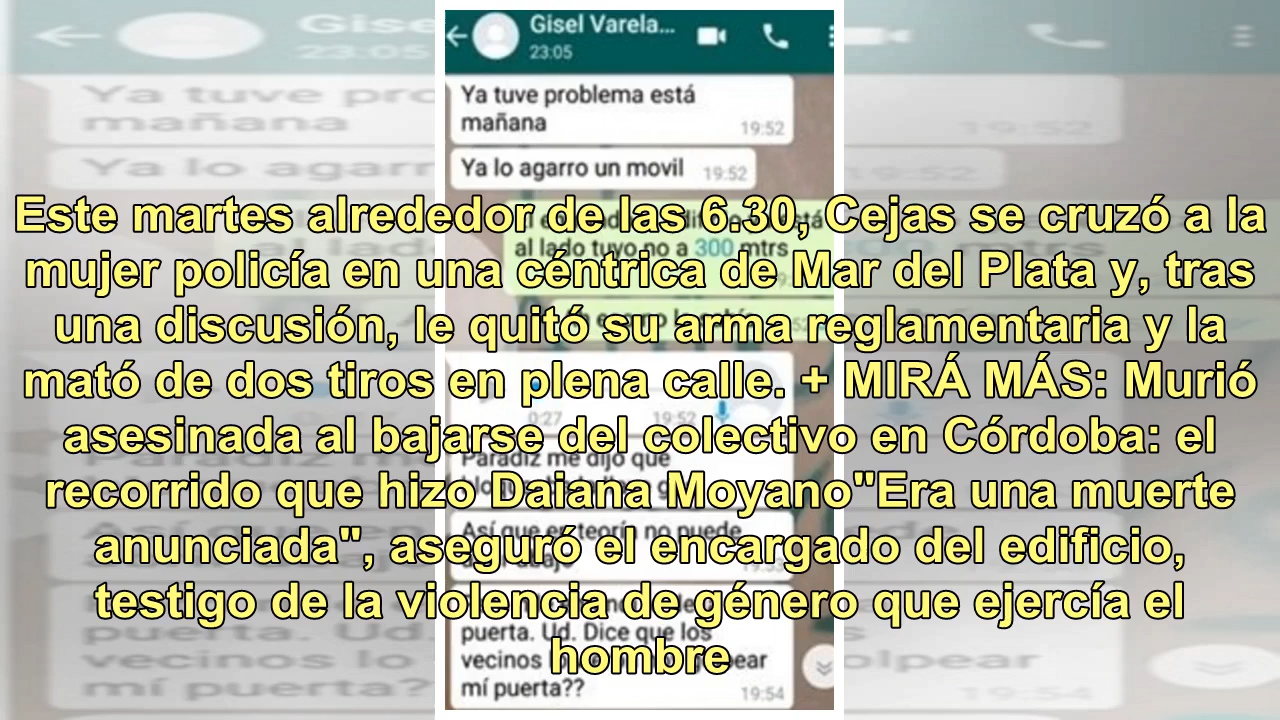 Gisel Varela...
23:05
Ya tuve problema está
mañana
19:52
Ya lo agarro un movil
19:52
Este martes alrededor de las 6.30, Cejas se cruzó a la
al lado tuyo no a 300 mtrs
mujer policía en una céntrica de Mar del Plata y, tras
una discusión, le quitó su arma reglamentaria y la
mató de dos tiros en plena calle. + MIRÁ MÁS: Murió
0:27
19:52
asesinada al bajarse del colectivo en Córdoba: el
Paradiz me dijo que
recorrido que hizo Daiana Moyano"Era una muerte
Así que en teoría no puede
anunciada", aseguró el encargado del edificio,
testigo de la violencia de género que ejercía el
puerta. Ud. Dice que los
hombre
vecinos
mí puerta??
19:54